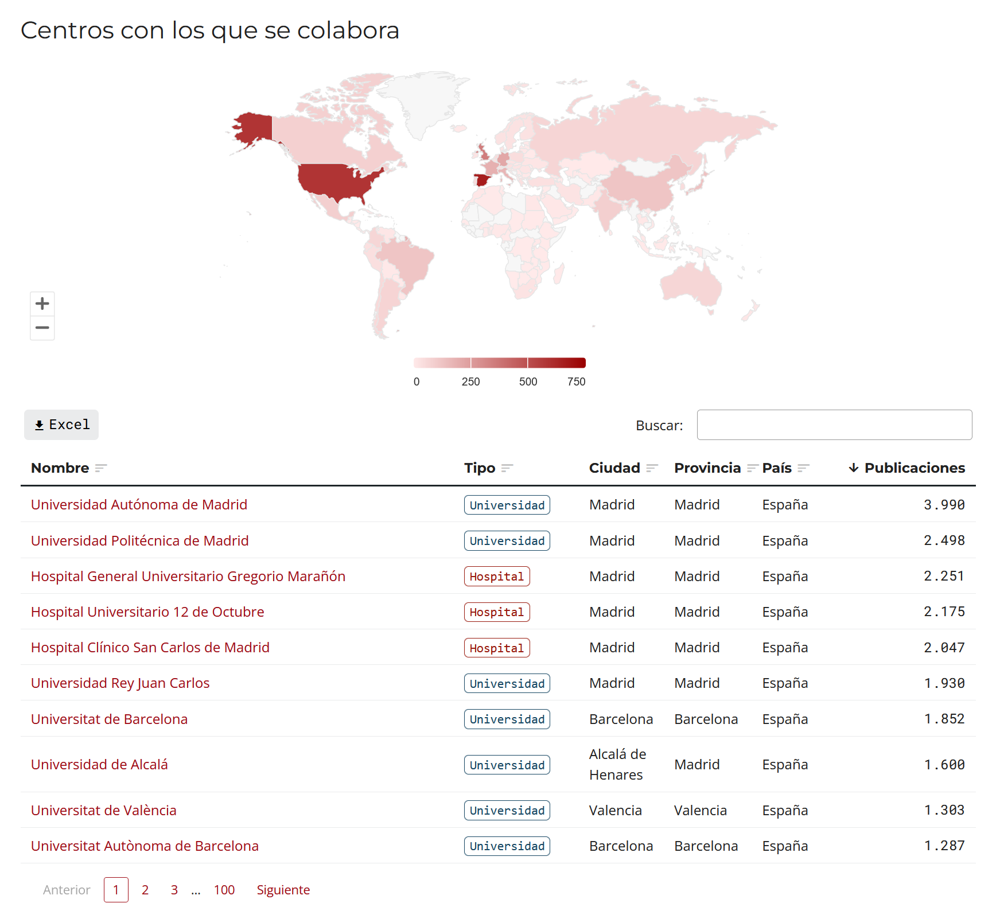 Centros con los que se colabora
0 250 500 750
Excel
Buscar:
Nombre Tipo Ciudad Provincia País Publicaciones
Universidad Autónoma de Madrid Universidad Madrid Madrid España 3.990
Universidad Politécnica de Madrid Universidad Madrid Madrid España 2.498
Hospital General Universitario Gregorio Marañón Hospital Madrid Madrid España 2.251
Hospital Universitario 12 de Octubre Hospital Madrid Madrid España 2.175
Hospital Clínico San Carlos de Madrid Hospital Madrid Madrid España 2.047
Universidad Rey Juan Carlos Universidad Madrid Madrid España 1.930
Universitat de Barcelona Universidad Barcelona Barcelona España 1.852
Universidad de Alcalá Universidad Alcalá de Henares Madrid España 1.600
Universitat de València Universidad Valencia Valencia España 1.303
Universitat Autònoma de Barcelona Universidad Barcelona Barcelona España 1.287
Anterior 1 2 3 ... 100 Siguiente